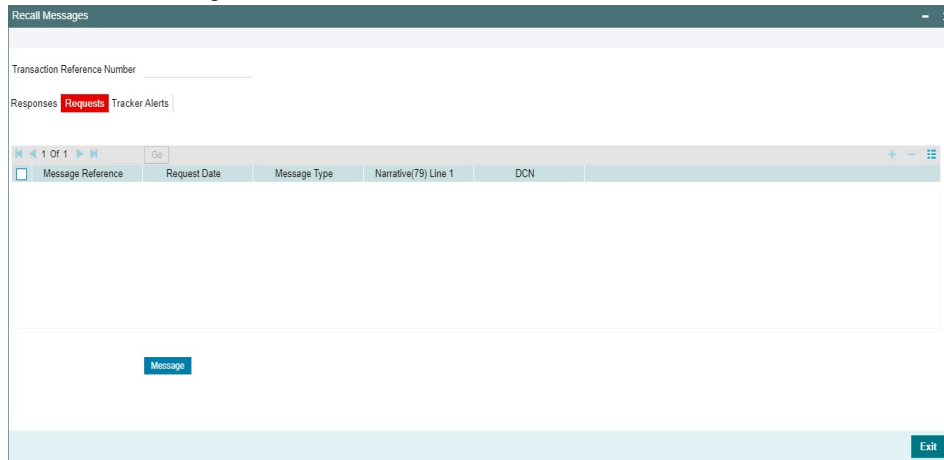 Recall Messages
Transaction Reference Number
Responses Requests Tracker Alerts
1 Of 1 Go
Message Reference Request Date Message Type Narrative(79) Line 1 DCN
Message
Exit